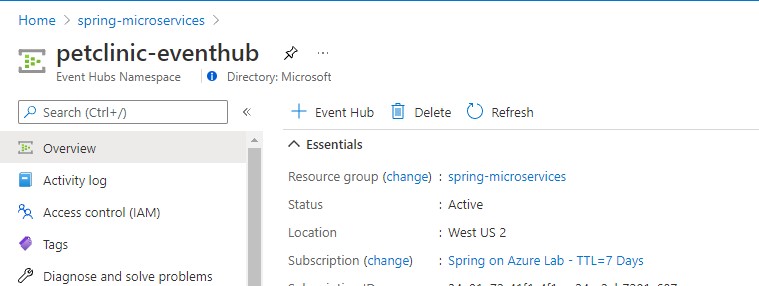 Home > spring-microservices >
petclinic-eventhub ...
Event Hubs Namespace | Directory: Microsoft
Search (Ctrl+/) «
+ Event Hub Delete Refresh
Overview
Activity log
Access control (IAM)
Tags
Diagnose and solve problems
Essentials
Resource group (change) : spring-microservices
Status : Active
Location : West US 2
Subscription (change) : Spring on Azure Lab - TTL=7 Days